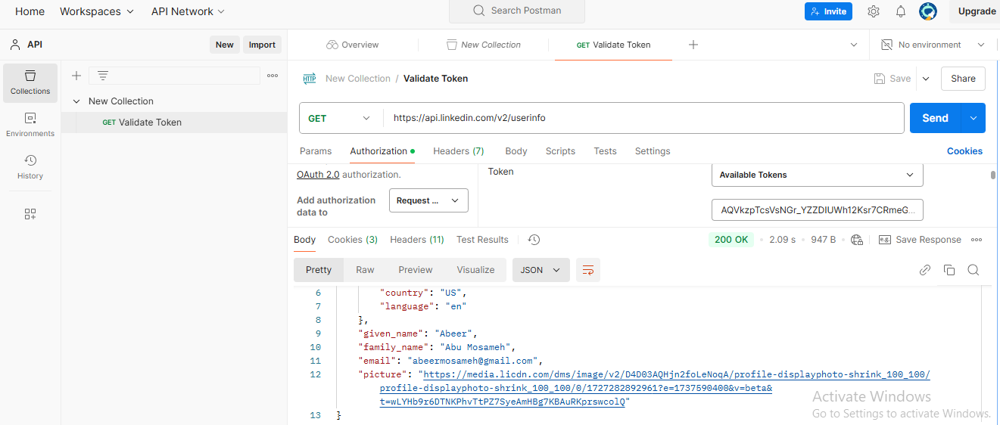 Home Workspaces API Network Search Postman Invite Upgrade
API New Import Overview New Collection GET Validate Token No environment
Collections
Environments
History
New Collection
GET Validate Token
HTTP New Collection / Validate Token Save Share
GET https://api.linkedin.com/v2/userinfo Send
Params Authorization Headers (7) Body Scripts Tests Settings Cookies
OAuth 2.0 authorization. Token Available Tokens
Add authorization Request ...
data to
AQVkzpTcsVsNGr_YZZDIUWh12Ksr7CRmeG...
Body Cookies (3) Headers (11) Test Results 200 OK 2.09 s 947 B e.g. Save Response
Pretty Raw Preview Visualize JSON
6 "country": "US",
7 "language": "en"
8 },
9 "given_name": "Abeer",
10 "family_name": "Abu Mosameh",
11 "email": "abeermosameh@gmail.com",
12 "picture": "https://media.licdn.com/dms/image/v2/D4D03AQHjn2foLeNoqA/profile-displayphoto-shrink_100_100/
profile-displayphoto-shrink_100_100/0/1727282892961?e=1737590400&v=beta&
t=wLYHb9r6DTNKPhvTtPZ7SyeAmHBg7KBAuRKprswcolQ"
13 }
Activate Windows
Go to Settings to activate Windows.